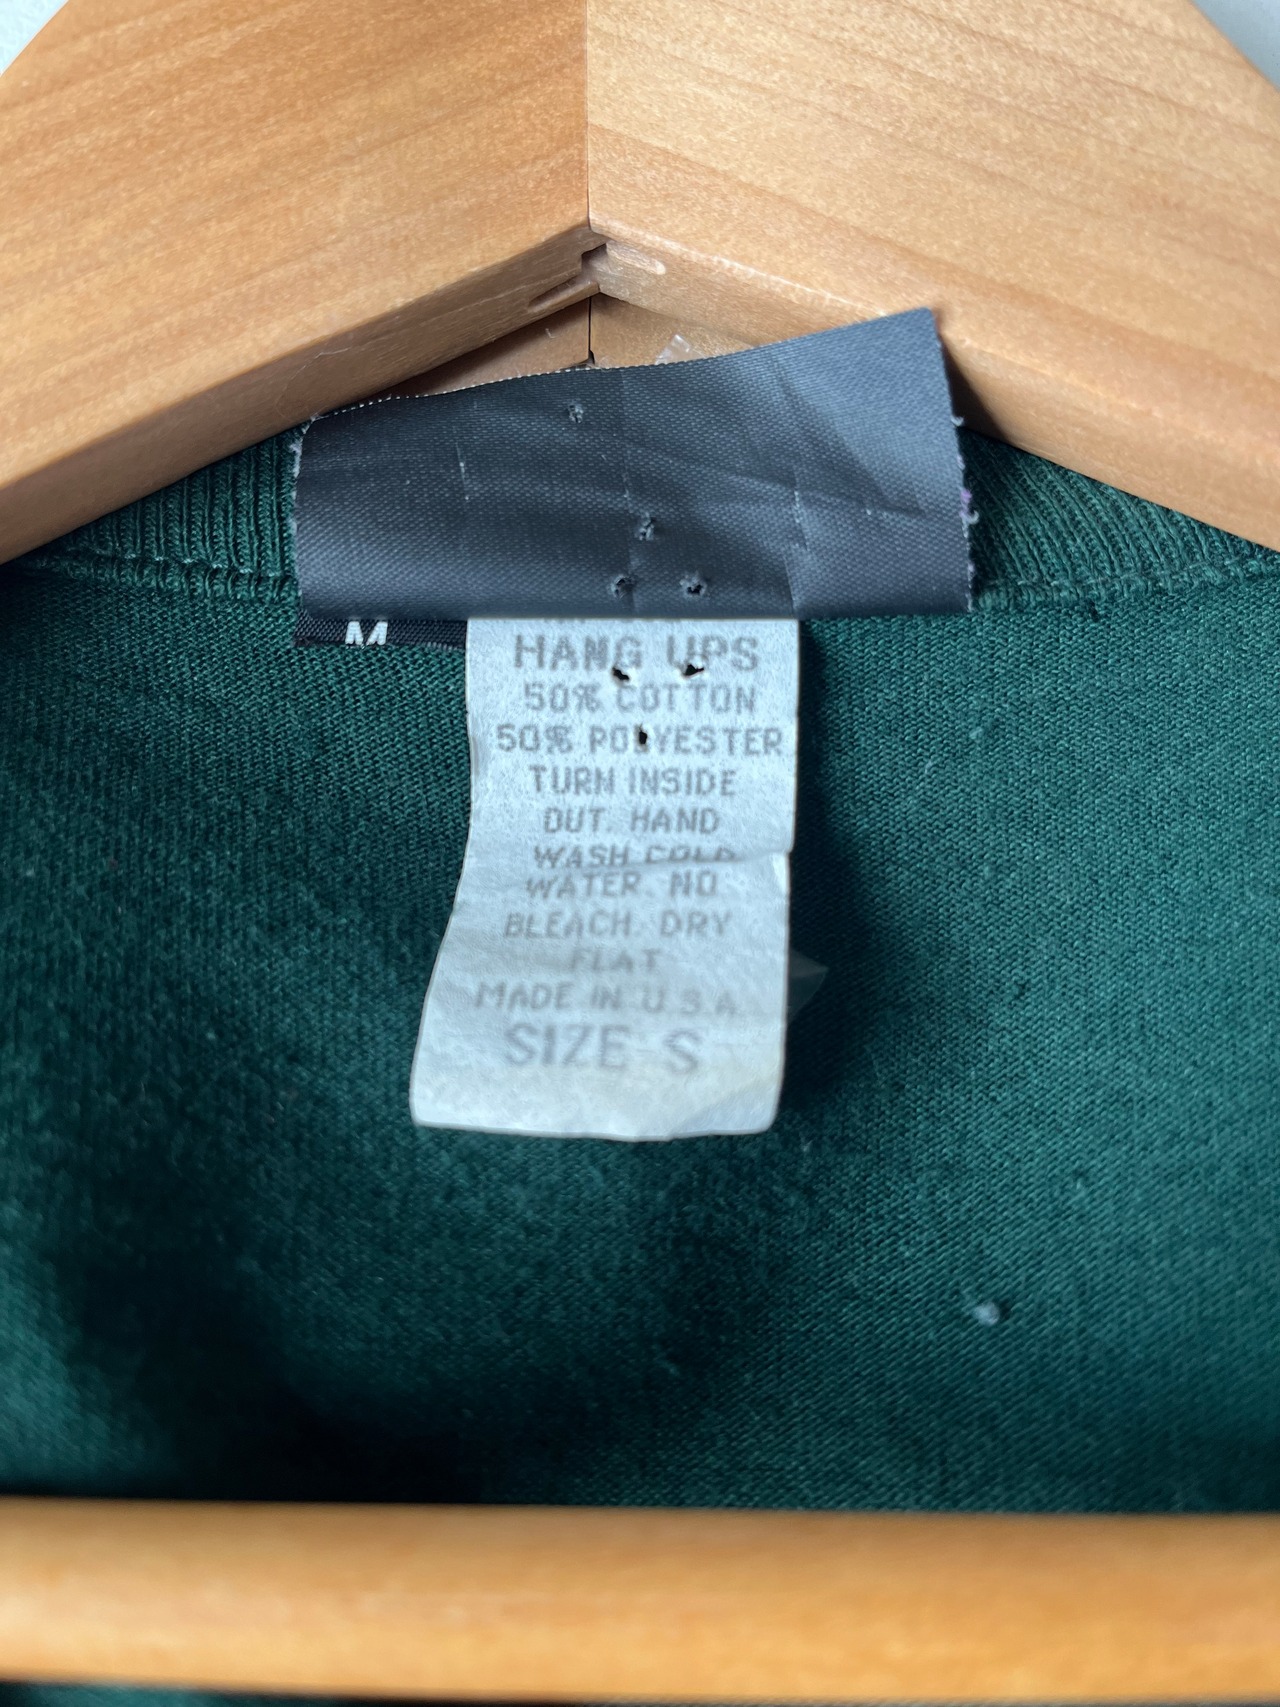 M
HANG UPS
50% COTTON
50% POLYESTER
TURN INSIDE
OUT. HAND
WASH COLD
WATER. NO
BLEACH. DRY
FLAT
MADE IN U.S.A.
SIZE S